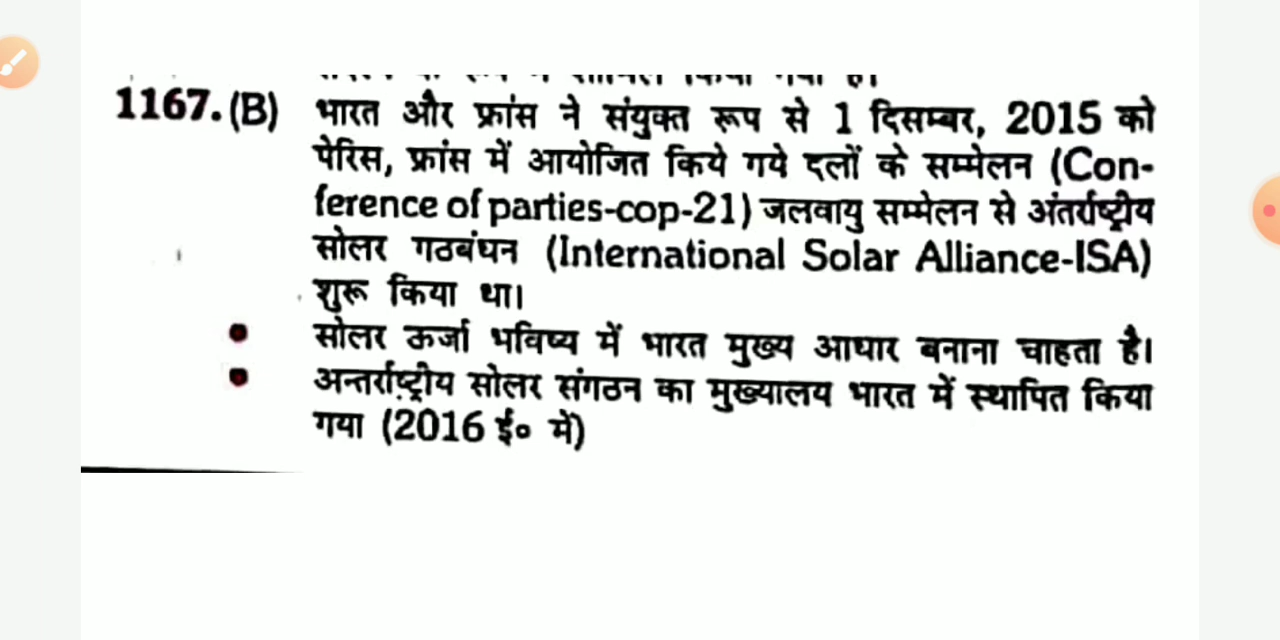 1167. (B) भारत और फ्रांस ने संयुक्त रूप से 1 दिसम्बर, 2015 को
पेरिस, फ्रांस में आयोजित किये गये दलों के सम्मेलन (Con-
ference of parties-cop-21) जलवायु सम्मेलन से अंतर्राष्ट्रीय
सोलर गठबंधन (International Solar Alliance-ISA)
शुरू किया था।
• सोलर ऊर्जा भविष्य में भारत मुख्य आधार बनाना चाहता है।
• अन्तर्राष्ट्रीय सोलर संगठन का मुख्यालय भारत में स्थापित किया
गया (2016 ई० में)